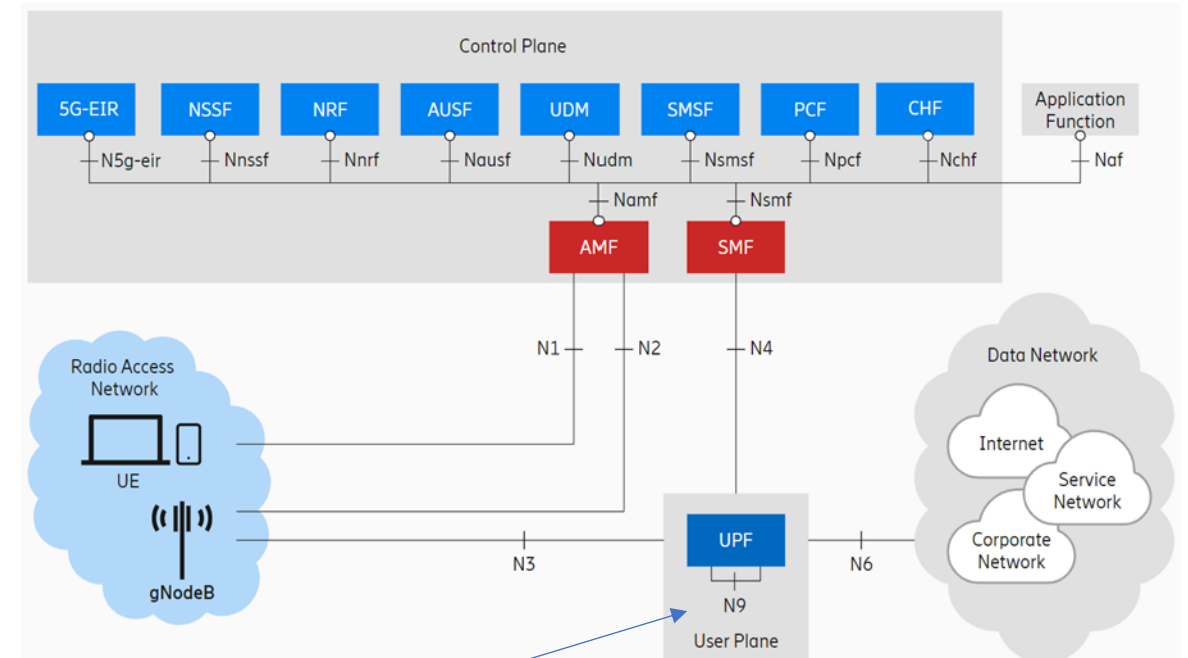 Control Plane
5G-EIR
NSSF
NRF
AUSF
UDM
SMSF
PCF
CHF
Application
Function
N5g-eir
Nnssf
Nnrf
Nausf
Nudm
Nsmsf
Npcf
Nchf
Naf
Namf
Nsmf
AMF
SMF
N1
N2
N4
Radio Access
Network
UE
gNodeB
Data Network
Internet
Service
Network
Corporate
Network
N3
UPF
N6
N9
User Plane